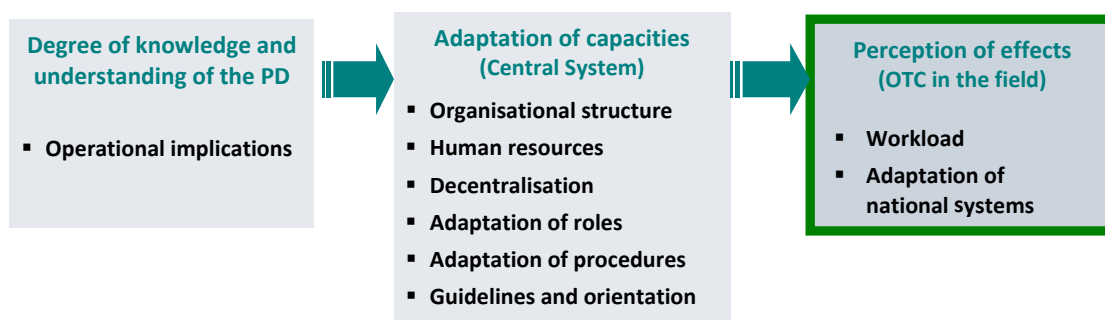 Degree of knowledge and
understanding of the PD
▪ Operational implications
Adaptation of capacities
(Central System)
▪ Organisational structure
▪ Human resources
▪ Decentralisation
▪ Adaptation of roles
▪ Adaptation of procedures
▪ Guidelines and orientation
Perception of effects
(OTC in the field)
▪ Workload
▪ Adaptation of
national systems